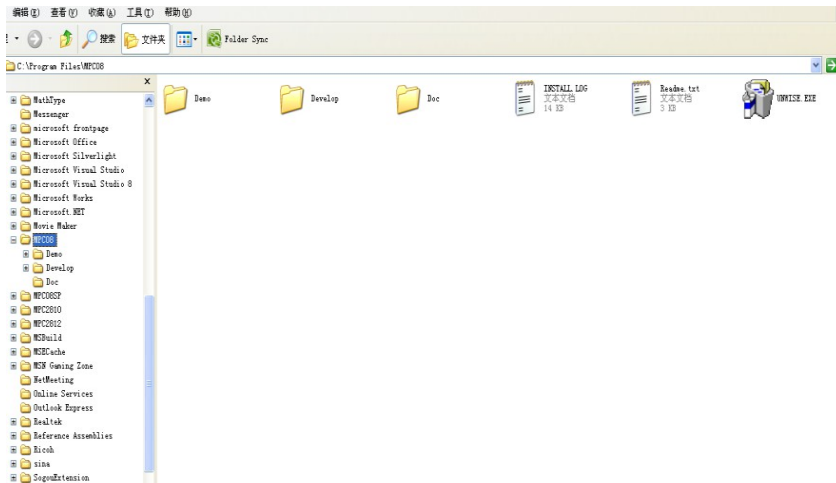 编辑(E) 查看(V) 收藏(A) 工具(T) 帮助(H)
搜索 文件夹 Folder Sync
C:\Program Files\MPC08
MathType
Messenger
microsoft frontpage
Microsoft Office
Microsoft Silverlight
Microsoft Visual Studio
Microsoft Visual Studio 8
Microsoft Works
Microsoft.NET
Movie Maker
MPC08
Demo
Develop
Doc
MPC08SP
MPC2810
MPC2812
MSBuild
MSECache
MSN Gaming Zone
NetMeeting
Online Services
Outlook Express
Realtek
Reference Assemblies
Ricoh
sina
SogouExtension
Demo
Develop
Doc
INSTALL.LOG
文本文档
14 KB
Readme.txt
文本文档
3 KB
UNWISE.EXE